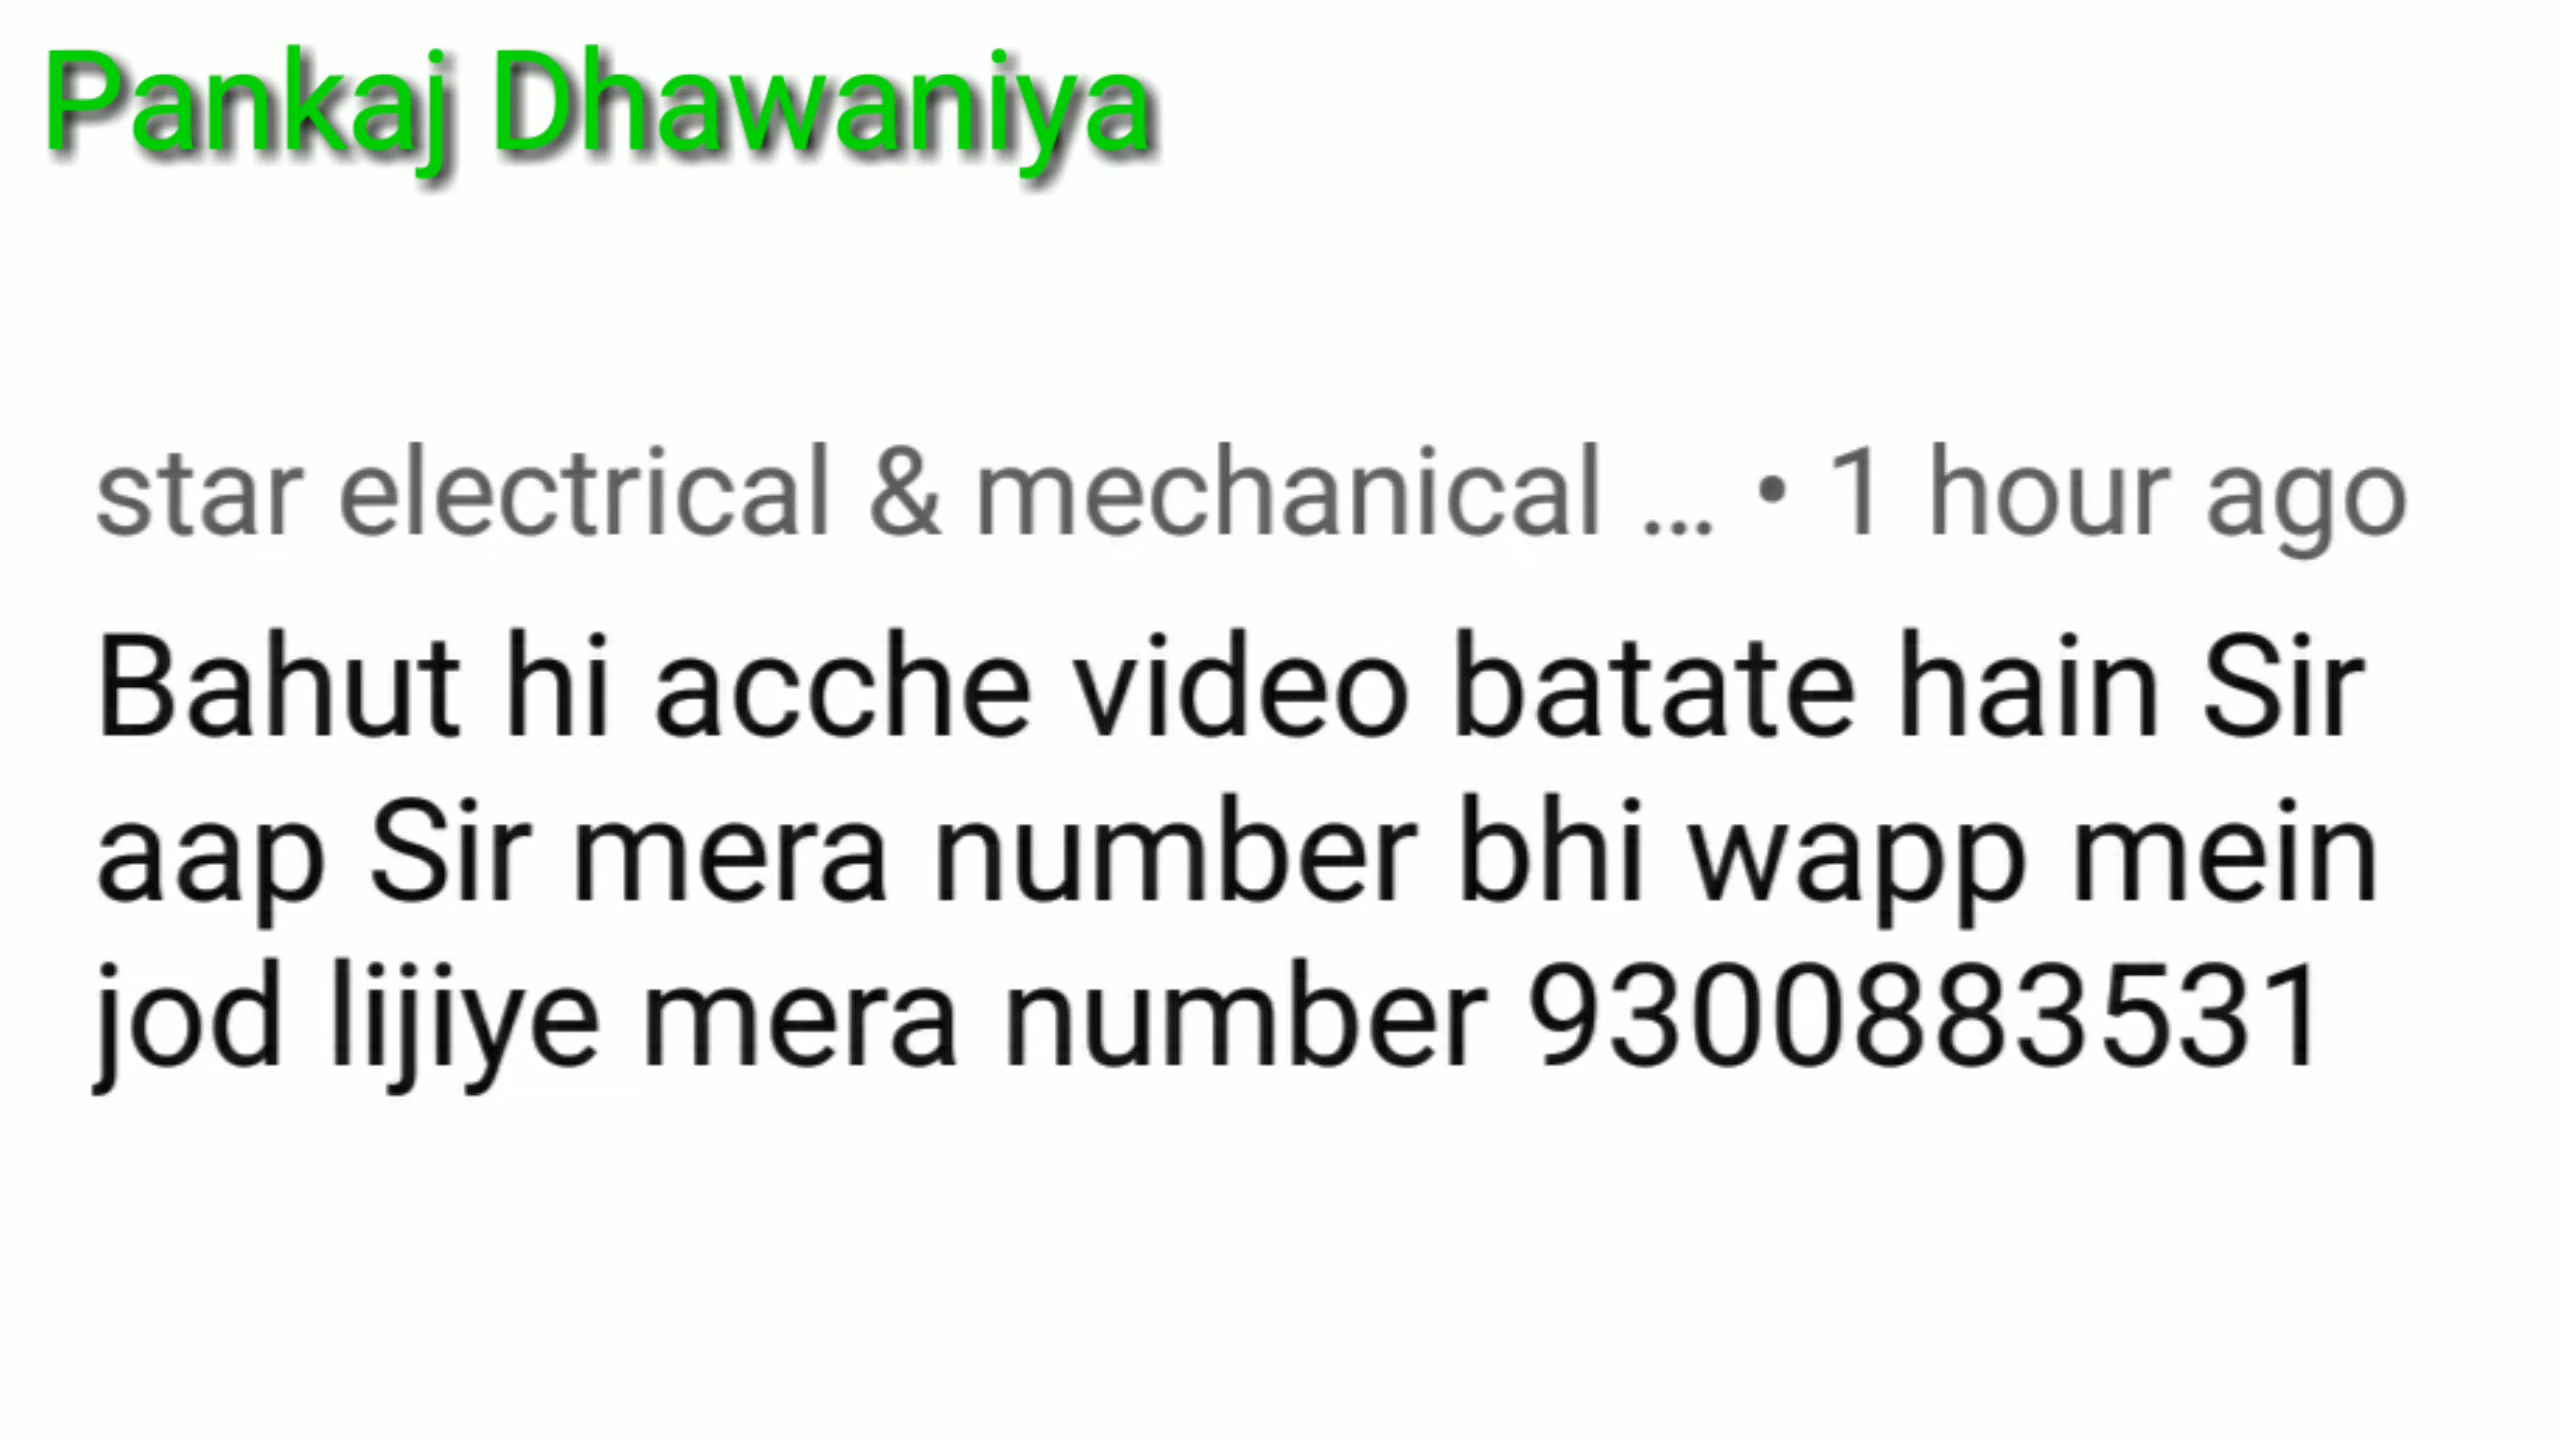 Pankaj Dhawaniya
star electrical & mechanical ... • 1 hour ago
Bahut hi acche video batate hain Sir
aap Sir mera number bhi wapp mein
jod lijiye mera number 9300883531